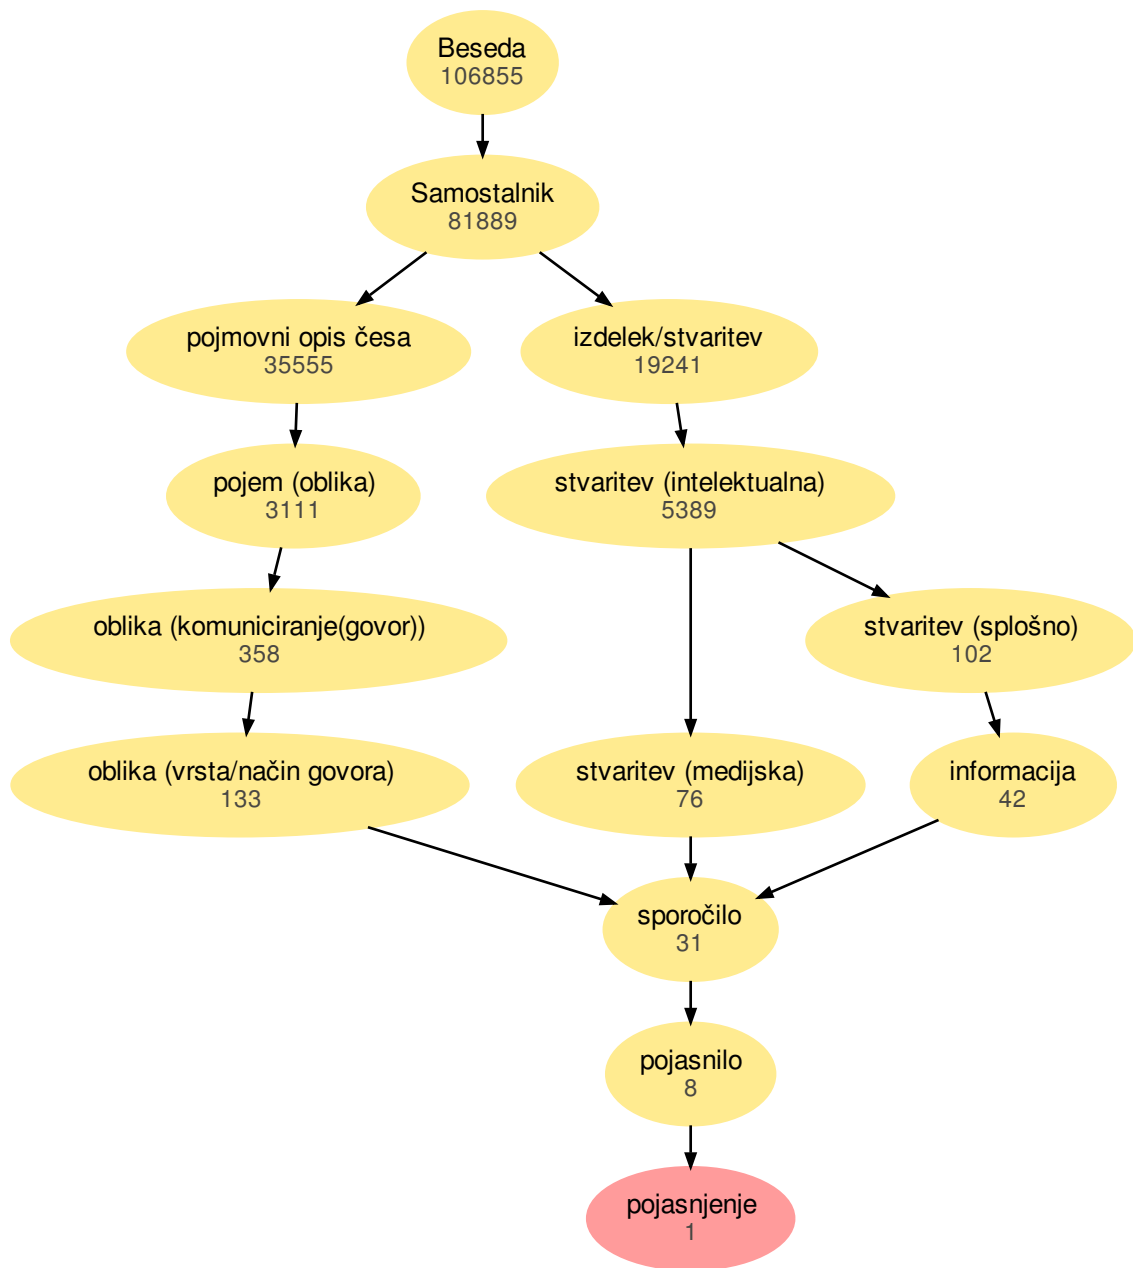 Beseda
106855
Samostalnik
81889
pojmovni opis česa
35555
izdelek/stvaritev
19241
pojem (oblika)
3111
stvaritev (intelektualna)
5389
oblika (komuniciranje(govor))
358
stvaritev (splošno)
102
oblika (vrsta/način govora)
133
stvaritev (medijska)
76
informacija
42
sporočilo
31
pojasnilo
8
pojasnjenje
1